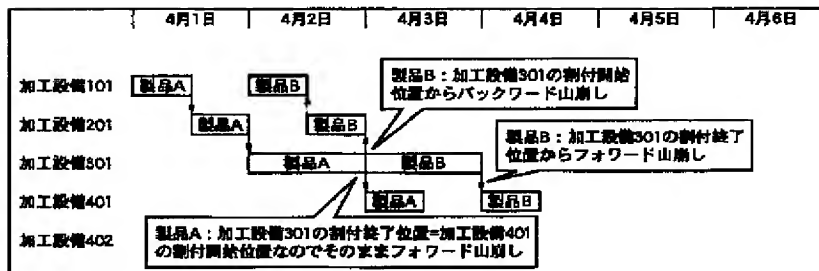 4月1日 4月2日 4月3日 4月4日 4月5日 4月6日
加工設備101 製品A 製品B
製品B：加工設備301の割付開始
位置からバックワード山崩し
加工設備201 製品A 製品B
製品B：加工設備301の割付終了
位置からフォワード山崩し
加工設備301 製品A 製品B
加工設備401 製品A 製品B
製品A：加工設備301の割付終了位置=加工設備401
の割付開始位置なのでそのままフォワード山崩し
加工設備402